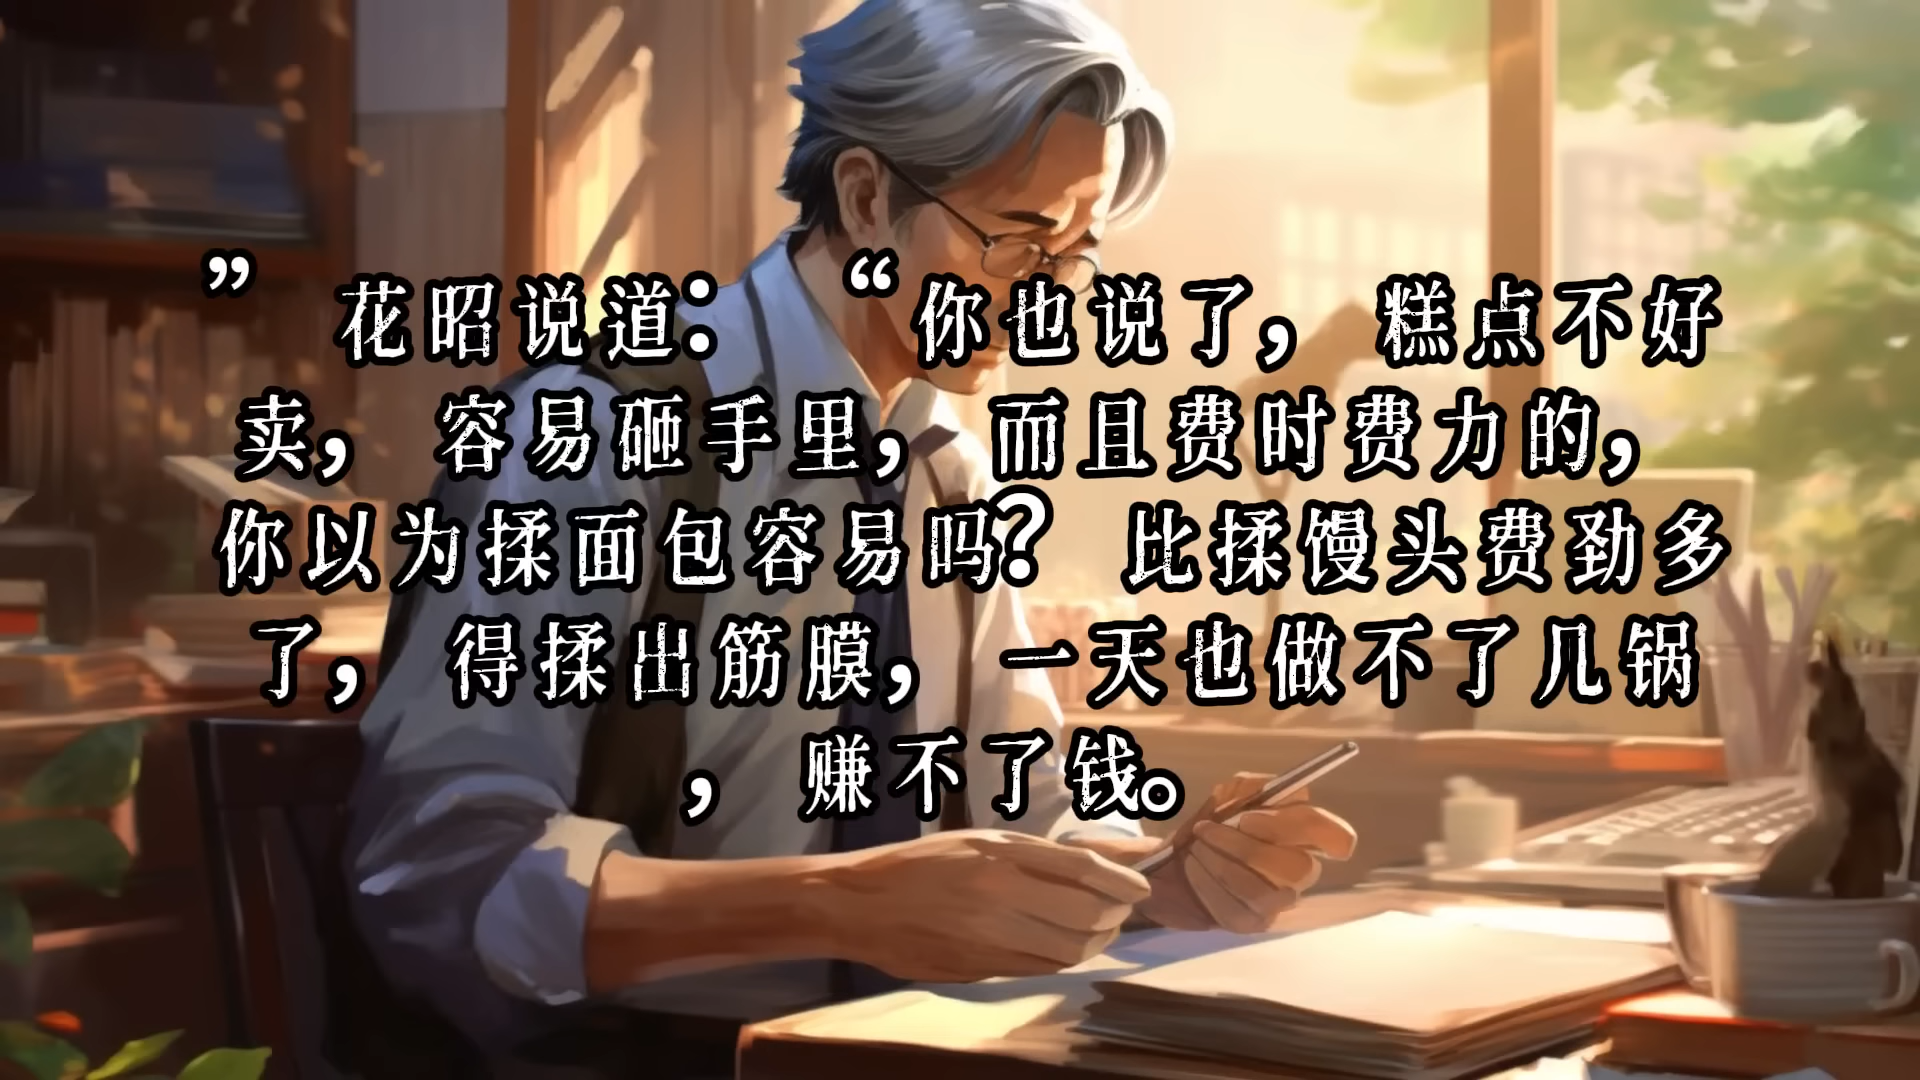 ” 花昭说道： “你也说了， 糕点不好
卖， 容易砸手里， 而且费时费力的，
你以为揉面包容易吗？ 比揉馒头费劲多
了， 得揉出筋膜， 一天也做不了几锅
， 赚不了钱。